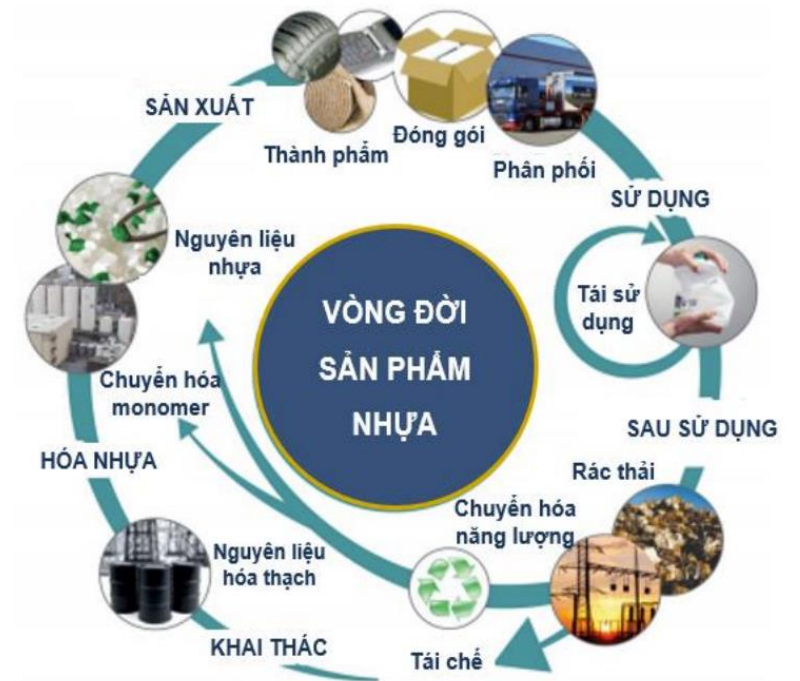 SẢN XUẤT
Thành phẩm
Đóng gói
Phân phối
SỬ DỤNG
Nguyên liệu
nhựa
Tái sử
dụng
VÒNG ĐỜI
SẢN PHẨM
NHỰA
Chuyển hóa
monomer
SAU SỬ DỤNG
HÓA NHỰA
Rác thải
Chuyển hóa
năng lượng
Nguyên liệu
hóa thạch
KHAI THÁC
Tái chế